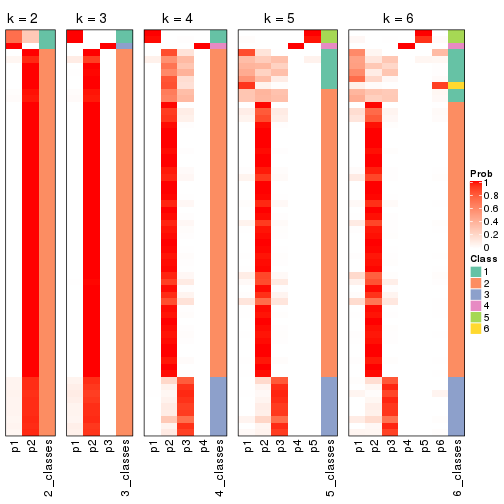 k = 2
k = 3
k = 4
k = 5
k = 6
p1
p2
2_classes
p1
p2
p3
3_classes
p1
p2
p3
p4
4_classes
p1
p2
p3
p4
p5
5_classes
p1
p2
p3
p4
p5
p6
6_classes
Prob
1
0.8
0.6
0.4
0.2
0
Class
1
2
3
4
5
6